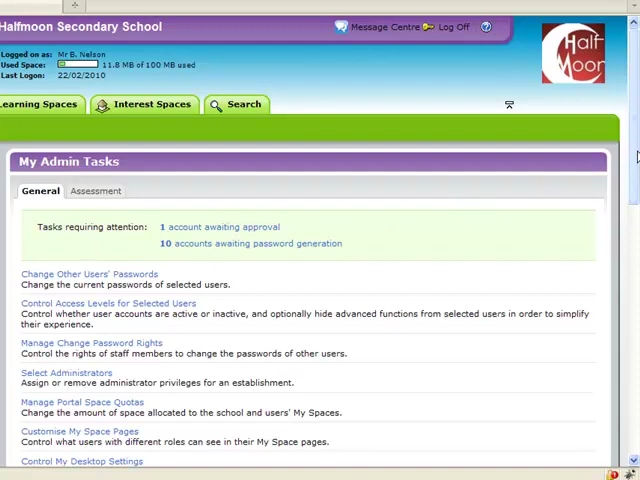 Halfmoon Secondary School
Message Centre Log Off
Logged on as: Mr B. Nelson
Used Space: 11.8 MB of 100 MB used
Last Logon: 22/02/2010
Half
Moon
Learning Spaces Interest Spaces Search
My Admin Tasks
General Assessment
Tasks requiring attention: 1 account awaiting approval
10 accounts awaiting password generation
Change Other Users' Passwords
Change the current passwords of selected users.
Control Access Levels for Selected Users
Control whether user accounts are active or inactive, and optionally hide advanced functions from selected users in order to simplify
their experience.
Manage Change Password Rights
Control the rights of staff members to change the passwords of other users.
Select Administrators
Assign or remove administrator privileges for an establishment.
Manage Portal Space Quotas
Change the amount of space allocated to the school and users' My Spaces.
Customise My Space Pages
Control what users with different roles can see in their My Space pages.
Control My Desktop Settings